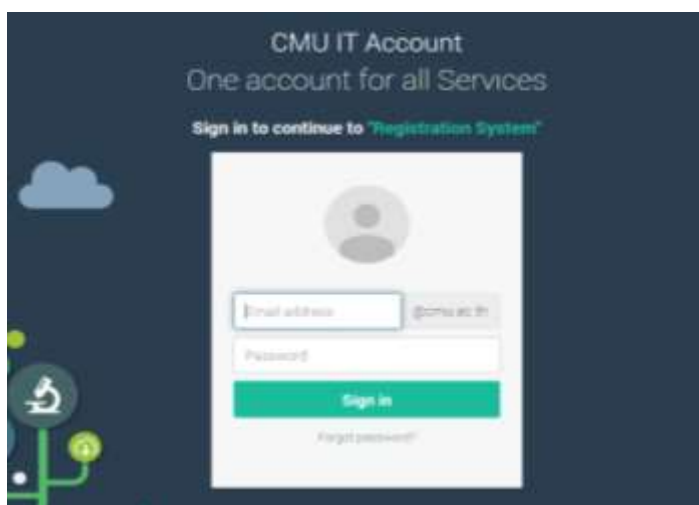 CMU IT Account
One account for all Services
Sign in to continue to "Registration System"
Email address
@cmu.ac.th
Password
Sign in
Forgot password?